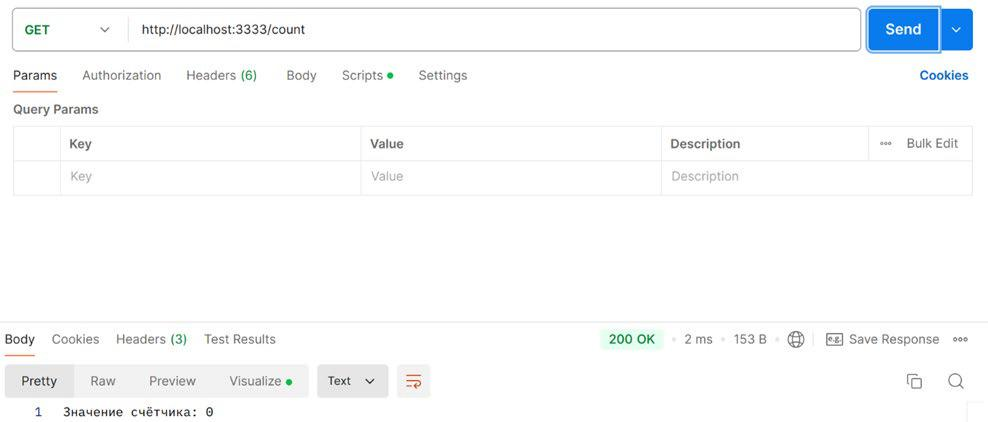 GET http://localhost:3333/count Send
Params Authorization Headers (6) Body Scripts Settings Cookies
Query Params
Key Value Description Bulk Edit
Key Value Description
Body Cookies Headers (3) Test Results 200 OK 2 ms 153 B e.g. Save Response
Pretty Raw Preview Visualize Text
1 Значение счётчика: 0